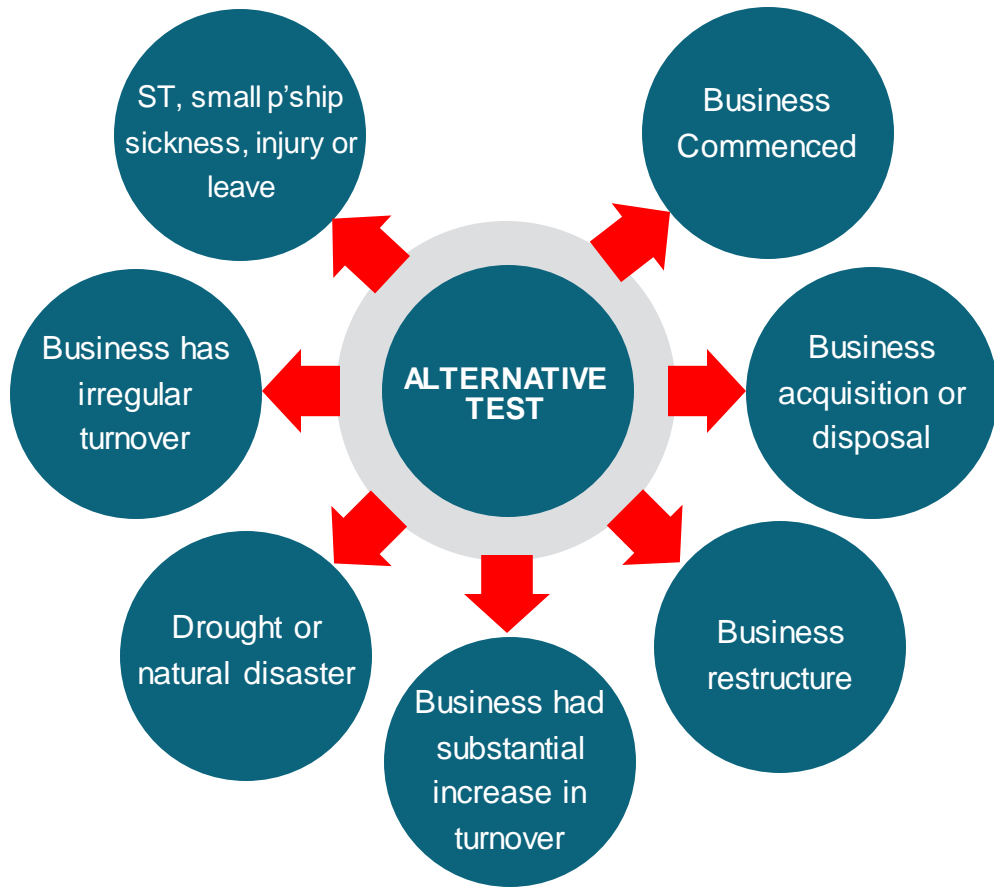 ST, small p’ship
sickness, injury or
leave
Business
Commenced
Business has
irregular
turnover
ALTERNATIVE
TEST
Business
acquisition or
disposal
Drought or
natural disaster
Business had
substantial
increase in
turnover
Business
restructure